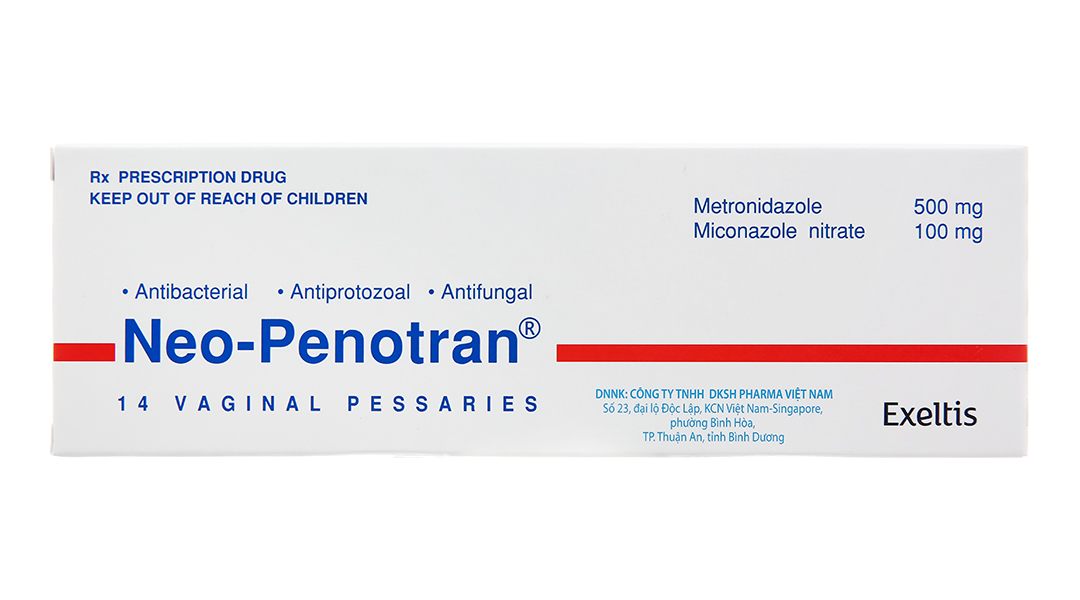 Rx PRESCRIPTION DRUG
KEEP OUT OF REACH OF CHILDREN
Metronidazole 500 mg
Miconazole nitrate 100 mg
• Antibacterial • Antiprotozoal • Antifungal
Neo-Penotran®
14 VAGINAL PESSARIES
DNNK: CÔNG TY TNHH DKSH PHARMA VIỆT NAM
Số 23, đại lộ Độc Lập, KCN Việt Nam-Singapore,
phường Bình Hòa,
TP. Thuận An, tỉnh Bình Dương
Exeltis